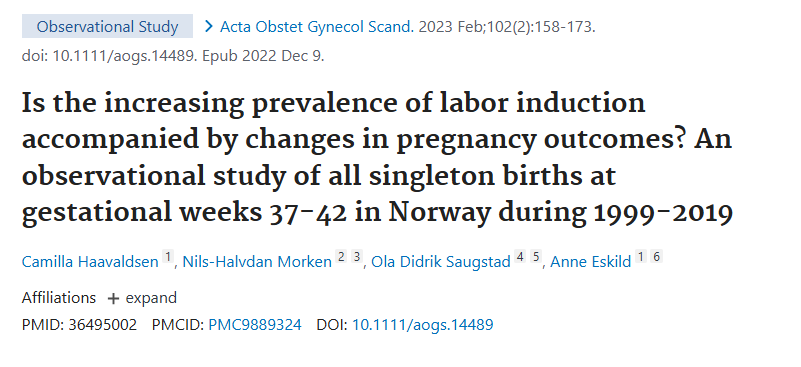 Observational Study > Acta Obstet Gynecol Scand. 2023 Feb;102(2):158-173.
doi: 10.1111/aogs.14489. Epub 2022 Dec 9.
Is the increasing prevalence of labor induction
accompanied by changes in pregnancy outcomes? An
observational study of all singleton births at
gestational weeks 37-42 in Norway during 1999-2019
Camilla Haavaldsen 1, Nils-Halvdan Morken 2 3, Ola Didrik Saugstad 4 5, Anne Eskild 1 6
Affiliations + expand
PMID: 36495002 PMCID: PMC9889324 DOI: 10.1111/aogs.14489